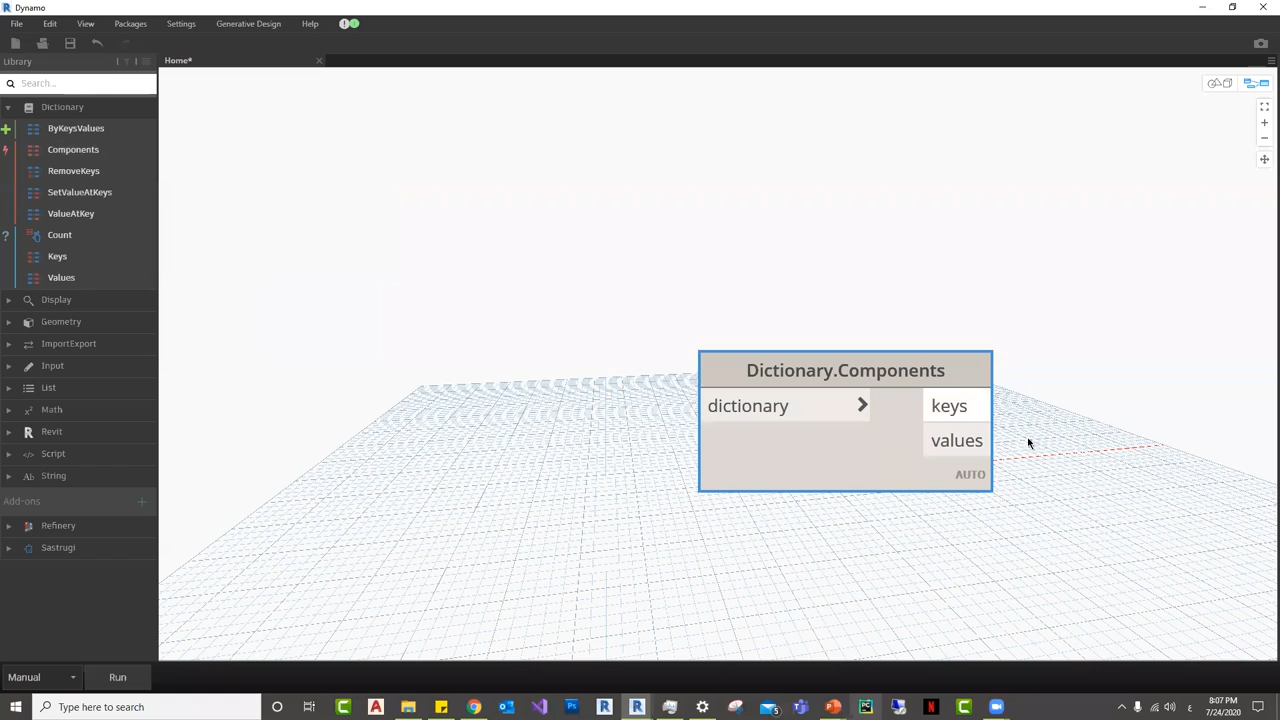 Dynamo
File Edit View Packages Settings Generative Design Help
Library
Home*
Search...
Dictionary
ByKeysValues
Components
RemoveKeys
SetValueAtKeys
ValueAtKey
? Count
Keys
Values
Display
Geometry
ImportExport
Input
List
Math
Revit
Script
String
Add-ons
Refinery
Sastrugi
Dictionary.Components
dictionary
keys
values
AUTO
Manual
Run
Type here to search
8:07 PM
7/24/2020